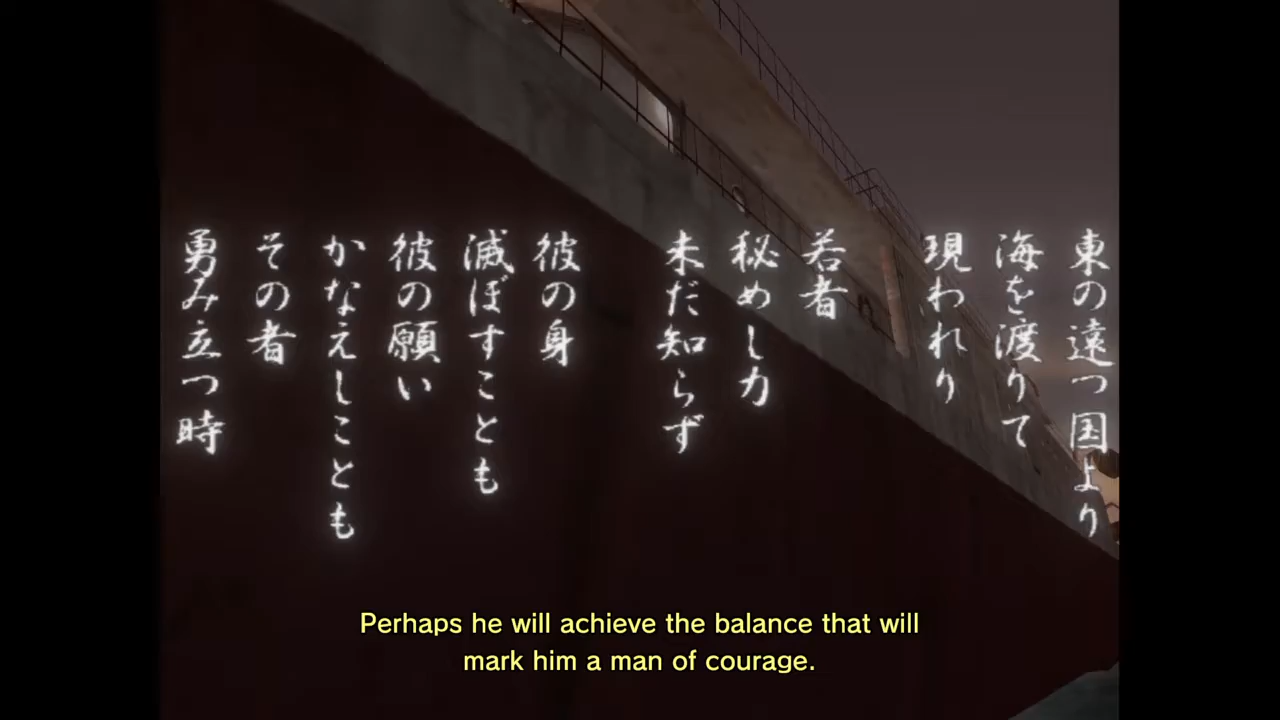 東の遠つ国より
海を渡りて
現われり
若者
秘めし力
未だ知らず
彼の身
滅ぼすことも
彼の願い
かなえしことも
その者
勇み立つ時
Perhaps he will achieve the balance that will
mark him a man of courage.